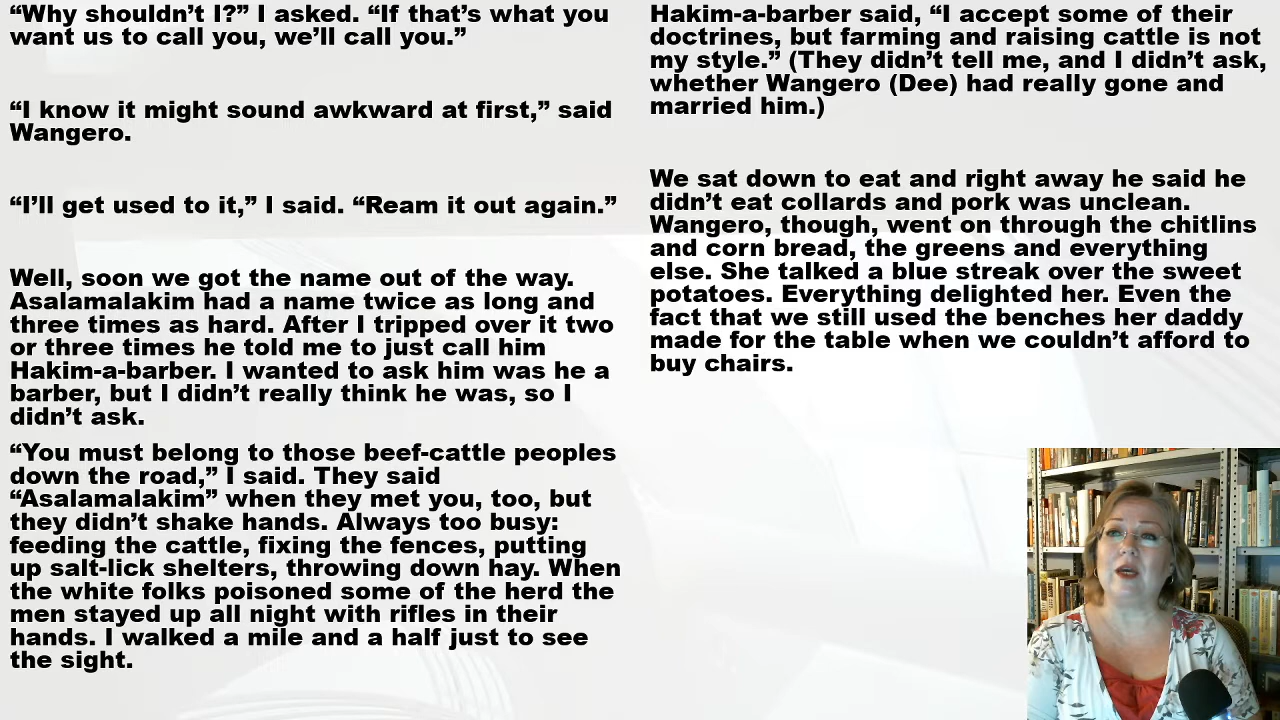 “Why shouldn’t I?” I asked. “If that’s what you
want us to call you, we’ll call you.”
“I know it might sound awkward at first,” said
Wangero.
“I’ll get used to it,” I said. “Ream it out again.”
Well, soon we got the name out of the way.
Asalamalakim had a name twice as long and
three times as hard. After I tripped over it two
or three times he told me to just call him
Hakim-a-barber. I wanted to ask him was he a
barber, but I didn’t really think he was, so I
didn’t ask.
“You must belong to those beef-cattle peoples
down the road,” I said. They said
“Asalamalakim” when they met you, too, but
they didn’t shake hands. Always too busy:
feeding the cattle, fixing the fences, putting
up salt-lick shelters, throwing down hay. When
the white folks poisoned some of the herd the
men stayed up all night with rifles in their
hands. I walked a mile and a half just to see
the sight.
Hakim-a-barber said, “I accept some of their
doctrines, but farming and raising cattle is not
my style.” (They didn’t tell me, and I didn’t ask,
whether Wangero (Dee) had really gone and
married him.)
We sat down to eat and right away he said he
didn’t eat collards and pork was unclean.
Wangero, though, went on through the chitlins
and corn bread, the greens and everything
else. She talked a blue streak over the sweet
potatoes. Everything delighted her. Even the
fact that we still used the benches her daddy
made for the table when we couldn’t afford to
buy chairs.